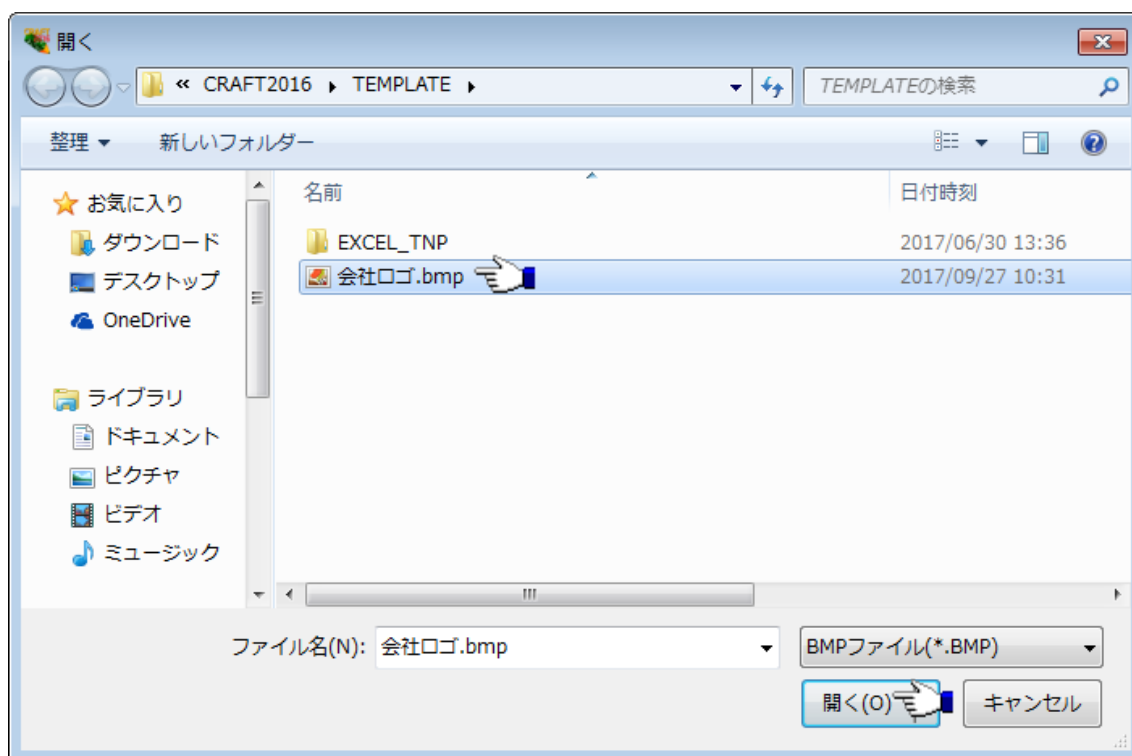 開く
« CRAFT2016 ▸ TEMPLATE ▸
TEMPLATEの検索
整理 ▼ 新しいフォルダー
お気に入り
ダウンロード
デスクトップ
OneDrive
ライブラリ
ドキュメント
ピクチャ
ビデオ
ミュージック
名前 日付時刻
EXCEL_TNP 2017/06/30 13:36
会社ロゴ.bmp 2017/09/27 10:31
ファイル名(N): 会社ロゴ.bmp BMPファイル(*.BMP)
開く(O) キャンセル